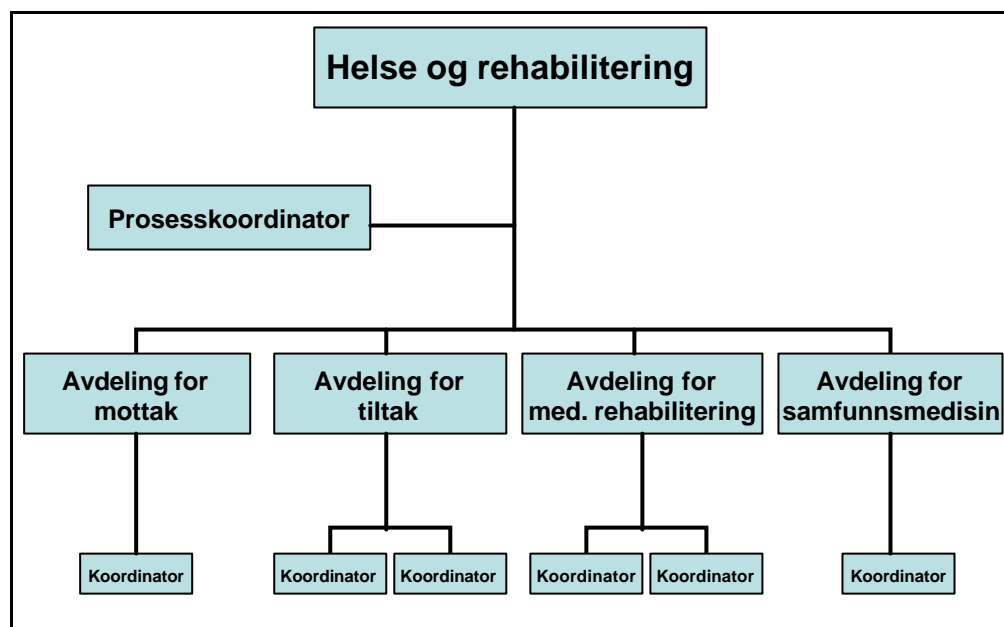 Helse og rehabilitering
Prosesskoordinator
Avdeling for
mottak
Avdeling for
tiltak
Avdeling for
med. rehabilitering
Avdeling for
samfunnsmedisin
Koordinator
Koordinator
Koordinator
Koordinator
Koordinator
Koordinator